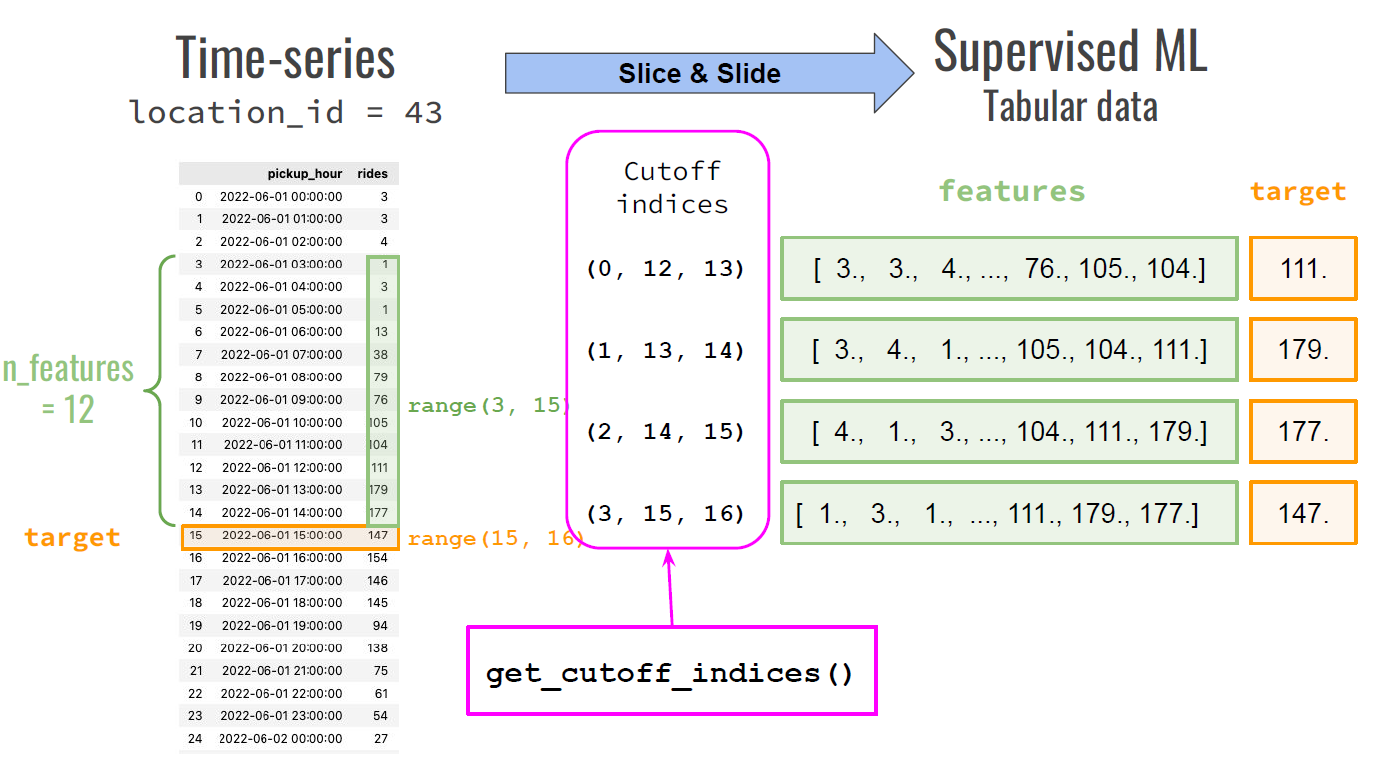 Time-series
location_id = 43
Slice & Slide
Supervised ML
Tabular data
pickup_hour rides
0 2022-06-01 00:00:00 3
1 2022-06-01 01:00:00 3
2 2022-06-01 02:00:00 4
3 2022-06-01 03:00:00 1
4 2022-06-01 04:00:00 3
5 2022-06-01 05:00:00 1
6 2022-06-01 06:00:00 13
7 2022-06-01 07:00:00 38
8 2022-06-01 08:00:00 79
9 2022-06-01 09:00:00 76
10 2022-06-01 10:00:00 105
11 2022-06-01 11:00:00 104
12 2022-06-01 12:00:00 111
13 2022-06-01 13:00:00 179
14 2022-06-01 14:00:00 177
15 2022-06-01 15:00:00 147
16 2022-06-01 16:00:00 154
17 2022-06-01 17:00:00 146
18 2022-06-01 18:00:00 145
19 2022-06-01 19:00:00 94
20 2022-06-01 20:00:00 138
21 2022-06-01 21:00:00 75
22 2022-06-01 22:00:00 61
23 2022-06-01 23:00:00 54
24 2022-06-02 00:00:00 27
n_features
= 12
target
range(3, 15)
range(15, 16)
Cutoff
indices
features
target
(0, 12, 13) [ 3., 3., 4., ..., 76., 105., 104.] 111.
(1, 13, 14) [ 3., 4., 1., ..., 105., 104., 111.] 179.
(2, 14, 15) [ 4., 1., 3., ..., 104., 111., 179.] 177.
(3, 15, 16) [ 1., 3., 1., ..., 111., 179., 177.] 147.
get_cutoff_indices()